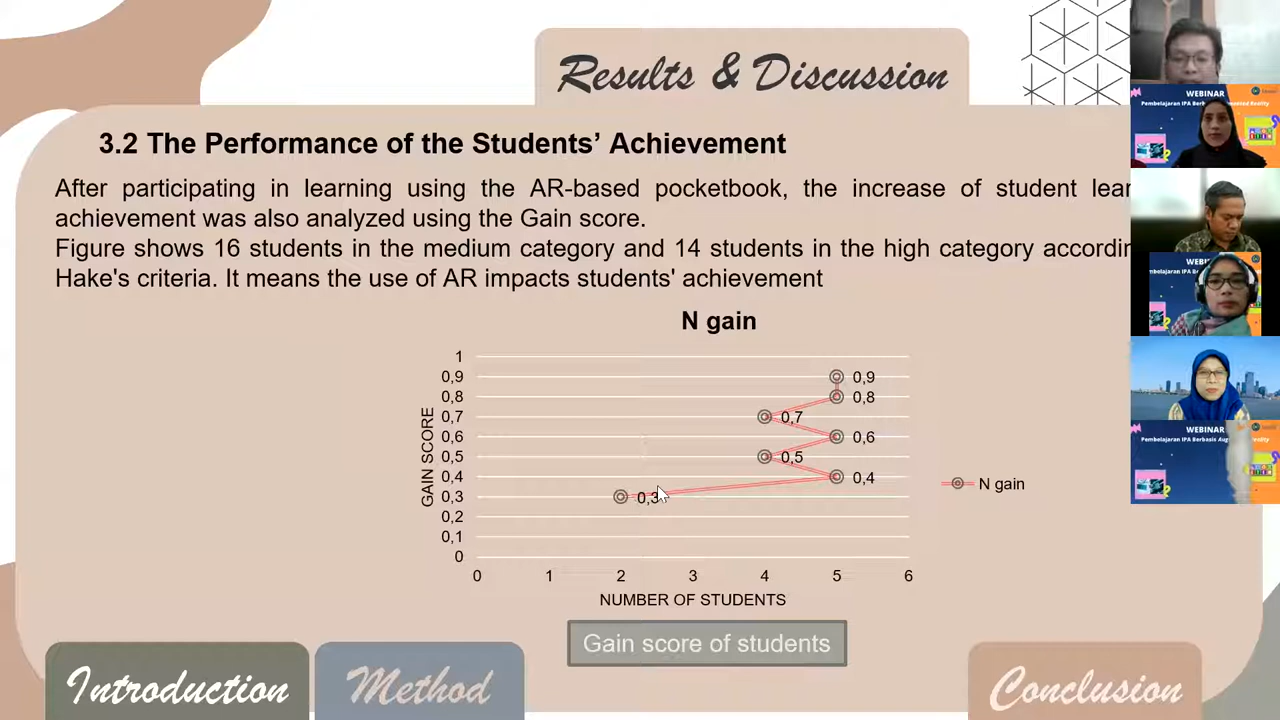 Results & Discussion
3.2 The Performance of the Students' Achievement
After participating in learning using the AR-based pocketbook, the increase of student
achievement was also analyzed using the Gain score.
Figure shows 16 students in the medium category and 14 students in the high category
Hake's criteria. It means the use of AR impacts students' achievement
N gain
1
0,9
0,8
0,7
0,6
0,5
0,4
0,3
0,2
0,1
0
GAIN SCORE
0,9
0,8
0,7
0,6
0,5
0,4
0,3
N gain
0 1 2 3 4 5 6
NUMBER OF STUDENTS
Gain score of students
Introduction
Method
Conclusion
WEBINAR
Pembelajaran IPA
Reality
WEBINAR
Pembelajaran IPA Berbasis